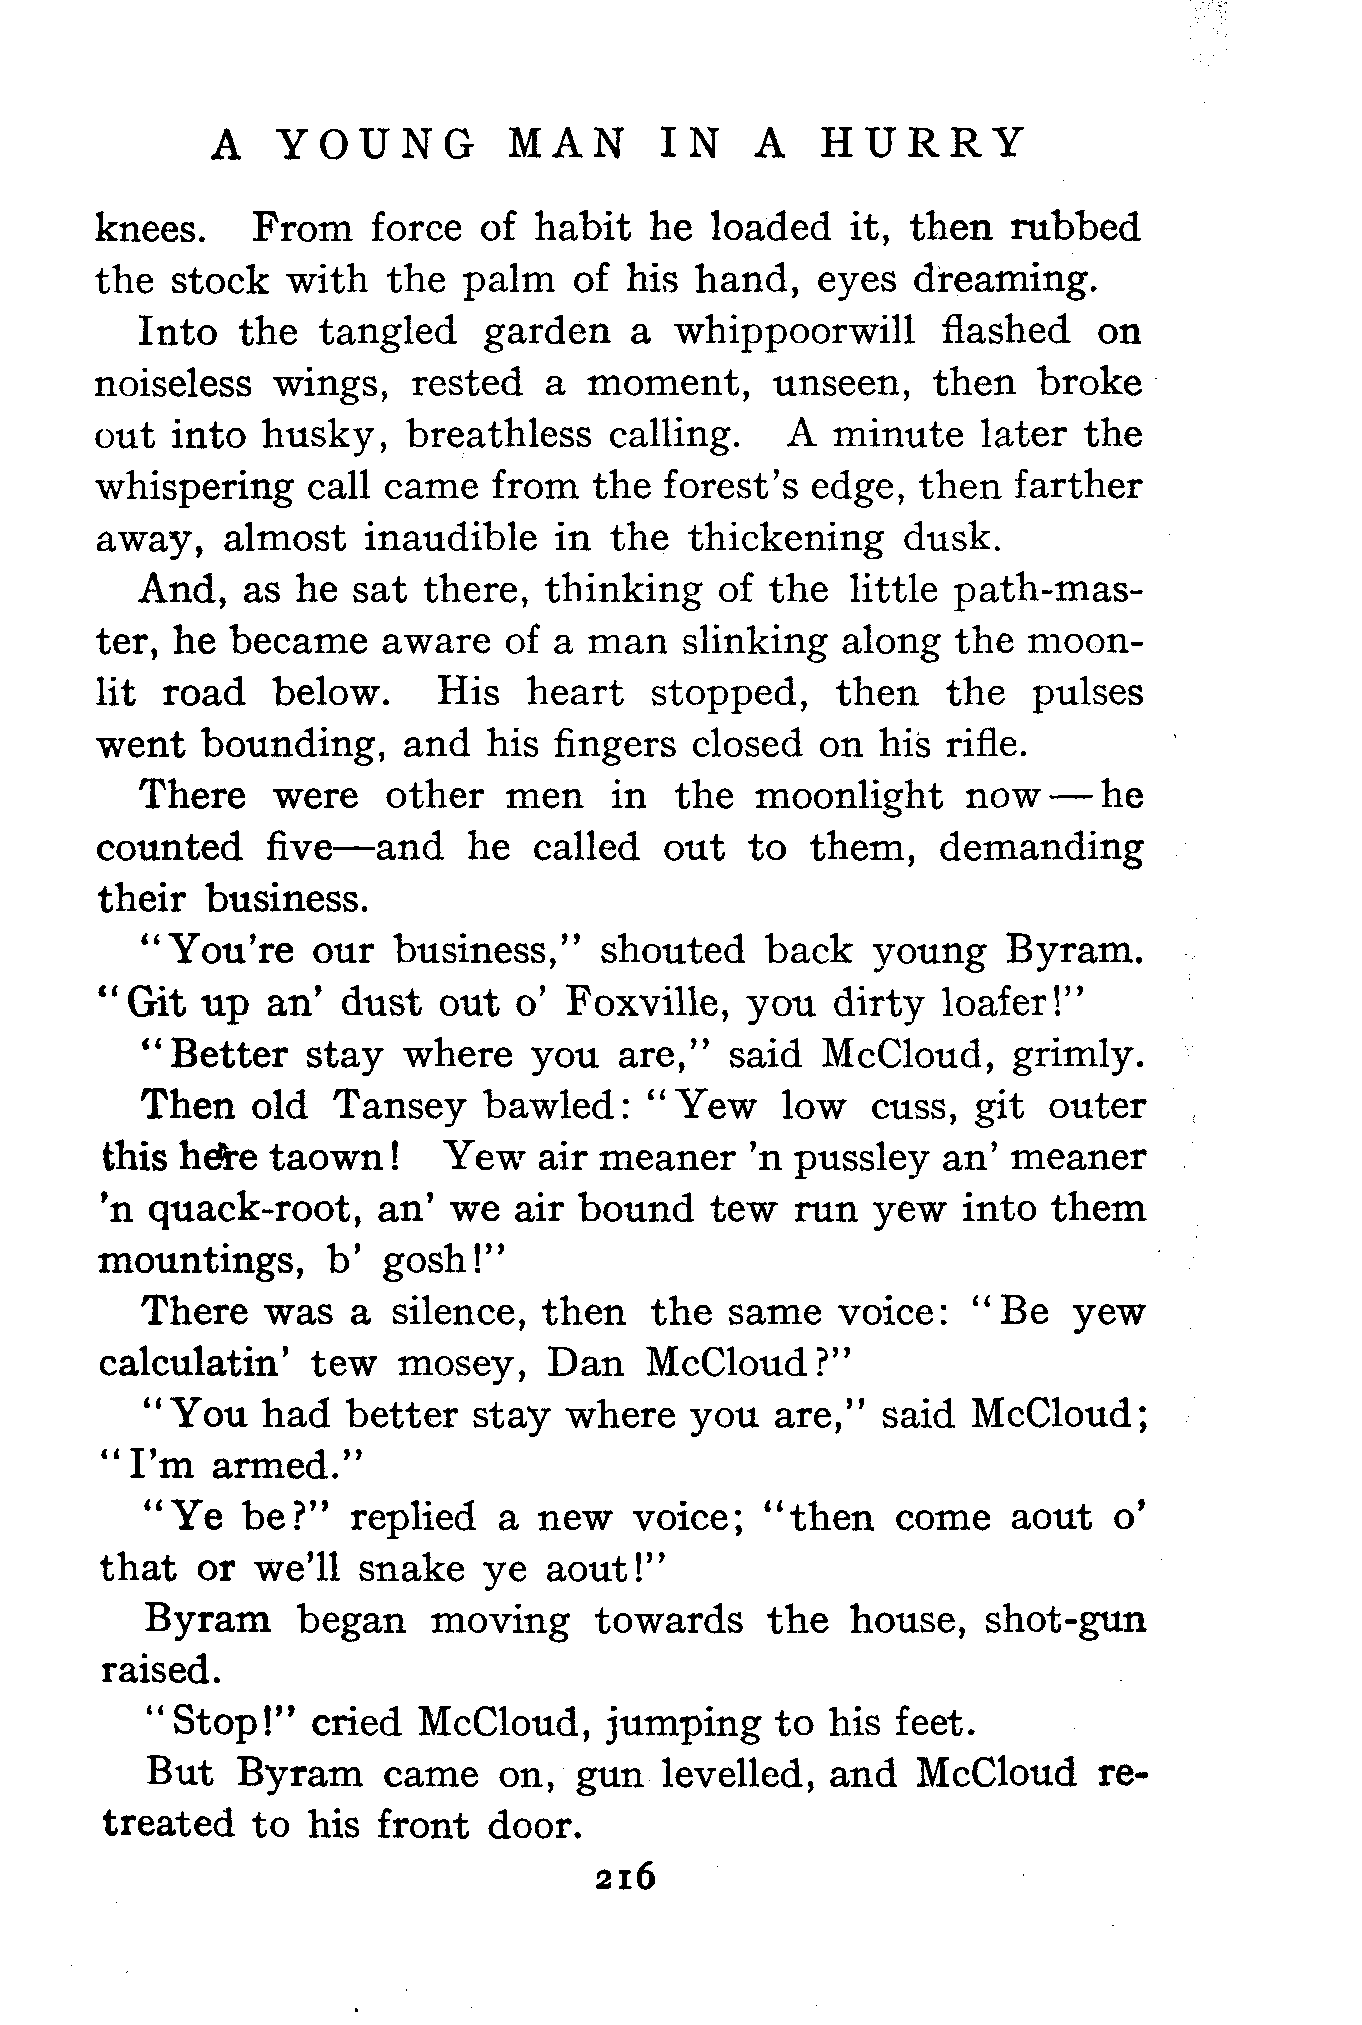 A YOUNG MAN IN A HURRY
knees. From force of habit he loaded it, then rubbed
the stock with the palm of his hand, eyes dreaming.
Into the tangled garden a whippoorwill flashed on
noiseless wings, rested a moment, unseen, then broke
out into husky, breathless calling. A minute later the
whispering call came from the forest's edge, then farther
away, almost inaudible in the thickening dusk.
And, as he sat there, thinking of the little path-mas-
ter, he became aware of a man slinking along the moon-
lit road below. His heart stopped, then the pulses
went bounding, and his fingers closed on his rifle.
There were other men in the moonlight now—he
counted five—and he called out to them, demanding
their business.
"You're our business," shouted back young Byram.
"Git up an' dust out o' Foxville, you dirty loafer!"
"Better stay where you are," said McCloud, grimly.
Then old Tansey bawled: "Yew low cuss, git outer
this here taown! Yew air meaner 'n pussley an' meaner
'n quack-root, an' we air bound tew run yew into them
mountings, b' gosh!"
There was a silence, then the same voice: "Be yew
calculatin' tew mosey, Dan McCloud?"
"You had better stay where you are," said McCloud;
"I'm armed."
"Ye be?" replied a new voice; "then come aout o'
that or we'll snake ye aout!"
Byram began moving towards the house, shot-gun
raised.
"Stop!" cried McCloud, jumping to his feet.
But Byram came on, gun levelled, and McCloud re-
treated to his front door.
216